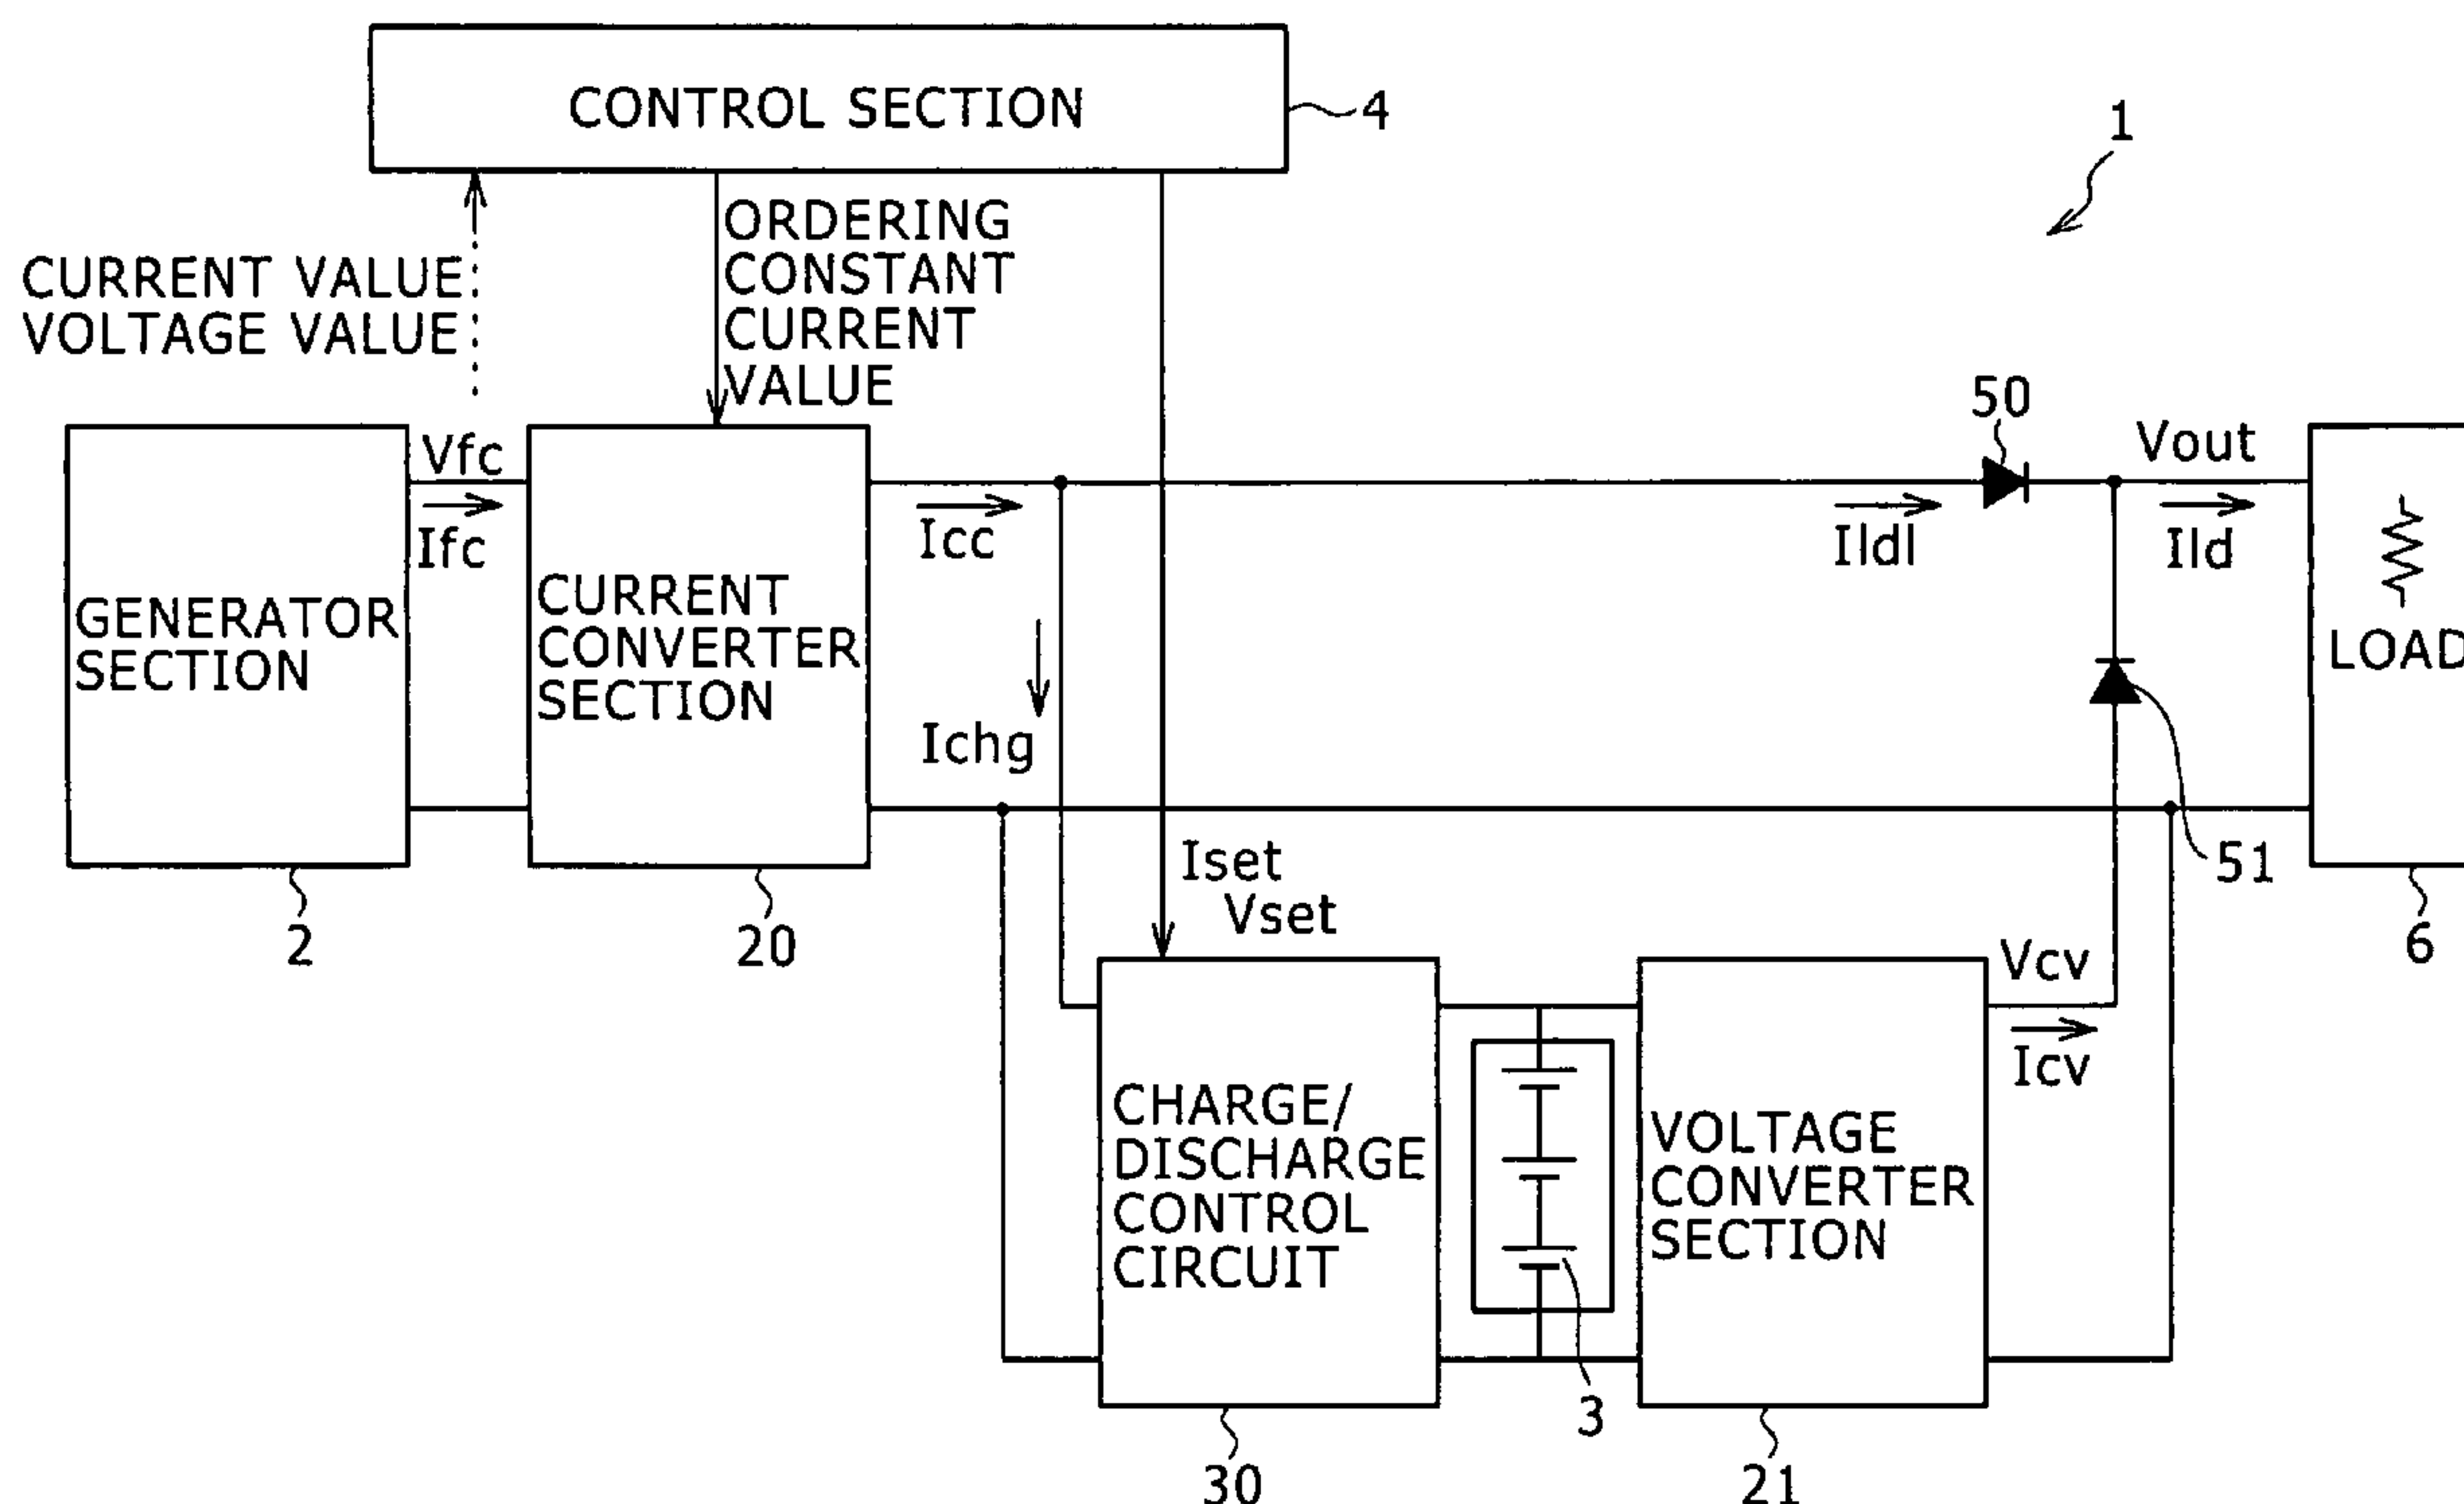 CONTROL SECTION
4
1
CURRENT VALUE
VOLTAGE VALUE
ORDERING
CONSTANT
CURRENT
VALUE
50
Vfc
Ifc
Icc
Ildl
Vout
Ild
GENERATOR
SECTION
CURRENT
CONVERTER
SECTION
LOAD
Ichg
2
20
Iset
Vset
51
6
Vcv
Icv
CHARGE/
DISCHARGE
CONTROL
CIRCUIT
VOLTAGE
CONVERTER
SECTION
3
30
21